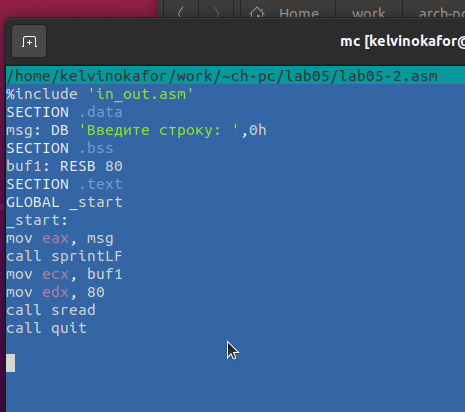 Home work arch-p
mc [kelvinokafor@
/home/kelvinokafor/work/~ch-pc/lab05/lab05-2.asm
%include 'in_out.asm'
SECTION .data
msg: DB 'Введите строку: ',0h
SECTION .bss
buf1: RESB 80
SECTION .text
GLOBAL _start
_start:
mov eax, msg
call sprintLF
mov ecx, buf1
mov edx, 80
call sread
call quit